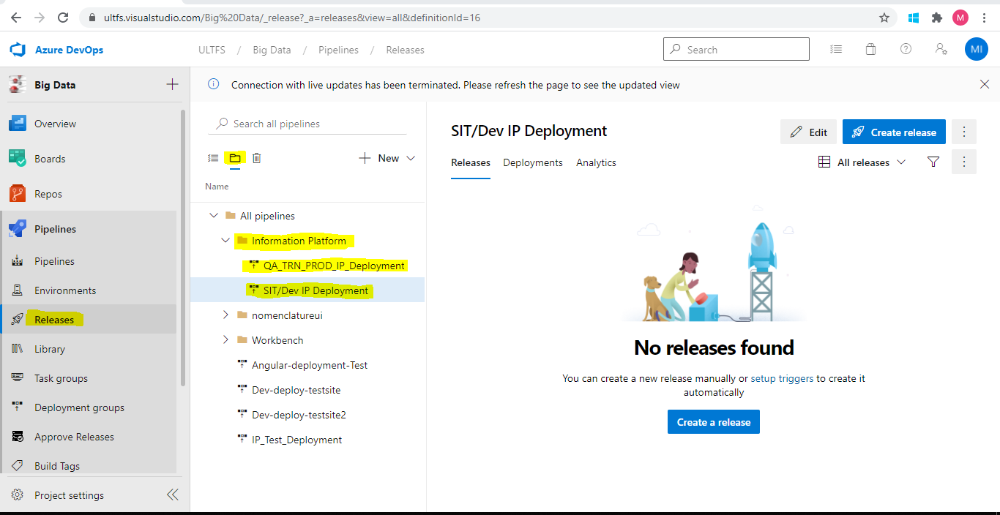 ultfs.visualstudio.com/Big%20Data/_release?_a=releases&view=all&definitionId=16
M
Azure DevOps
ULTFS / Big Data / Pipelines / Releases
Search
MI
Big Data
Connection with live updates has been terminated. Please refresh the page to see the updated view
Overview
Boards
Repos
Pipelines
Pipelines
Environments
Releases
Library
Task groups
Deployment groups
Approve Releases
Build Tags
Project settings
Search all pipelines
New
Name
All pipelines
Information Platform
QA_TRN_PROD_IP_Deployment
SIT/Dev IP Deployment
nomenclatureui
Workbench
Angular-deployment-Test
Dev-deploy-testsite
Dev-deploy-testsite2
IP_Test_Deployment
SIT/Dev IP Deployment
Edit
Create release
Releases Deployments Analytics
All releases
No releases found
You can create a new release manually or setup triggers to create it
automatically
Create a release